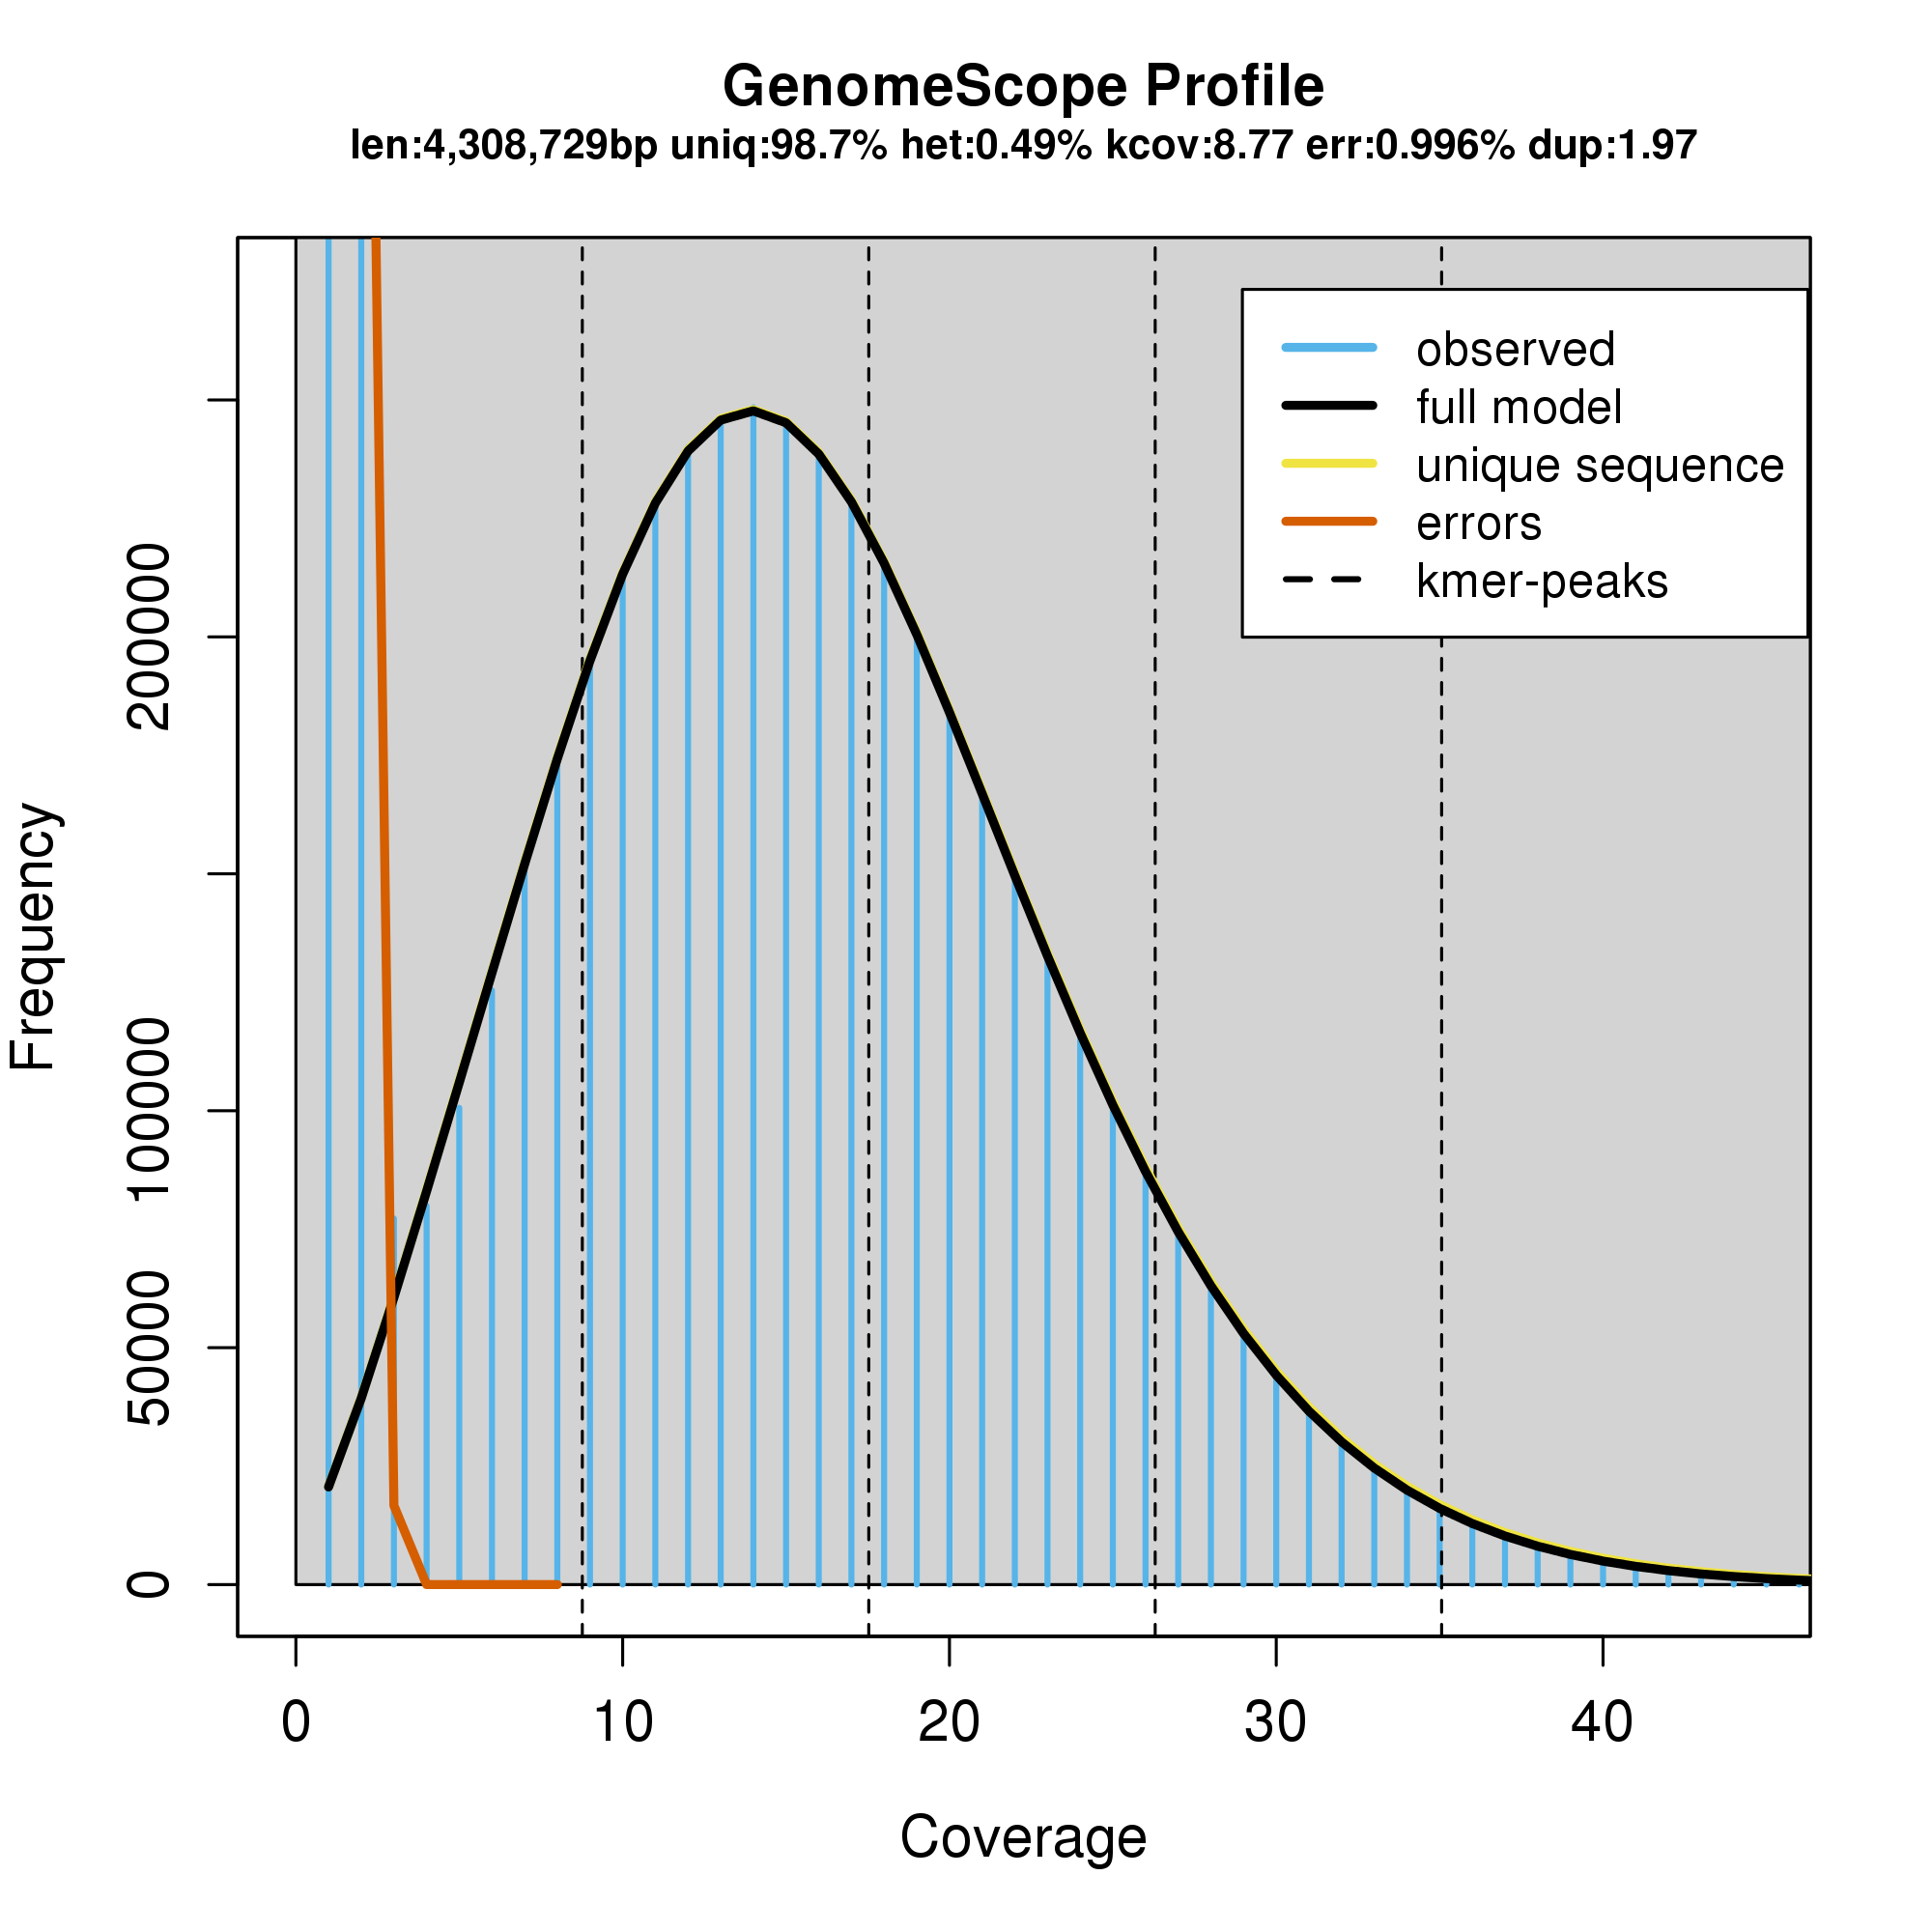 GenomeScope Profile
len:4,308,729bp uniq:98.7% het:0.49% kcov:8.77 err:0.996% dup:1.97
observed
full model
unique sequence
errors
kmer-peaks
Frequency
200000
100000
50000
0
0 10 20 30 40
Coverage